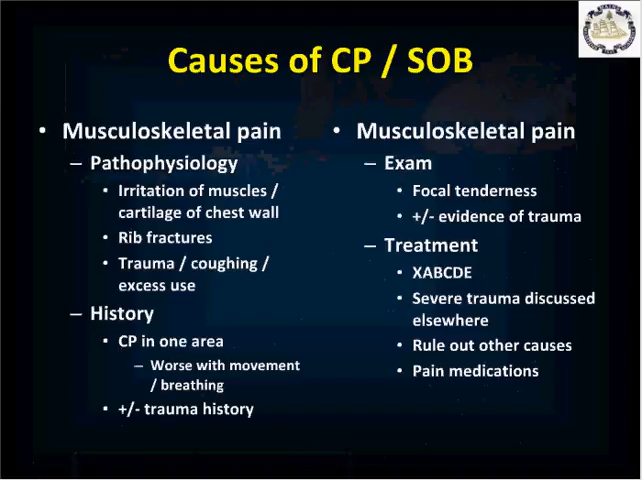 Causes of CP / SOB
• Musculoskeletal pain
– Pathophysiology
• Irritation of muscles /
cartilage of chest wall
• Rib fractures
• Trauma / coughing /
excess use
– History
• CP in one area
– Worse with movement
/ breathing
• +/- trauma history
• Musculoskeletal pain
– Exam
• Focal tenderness
• +/- evidence of trauma
– Treatment
• XABCDE
• Severe trauma discussed
elsewhere
• Rule out other causes
• Pain medications